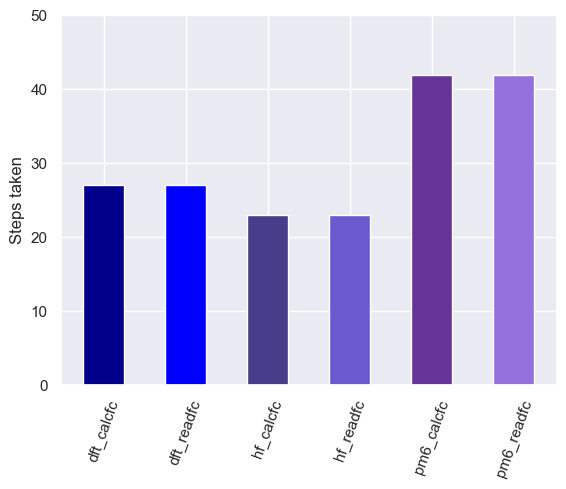 50
40
30
20
10
0
Steps taken
dft_calcfc
dft_readfc
hf_calcfc
hf_readfc
pm6_calcfc
pm6_readfc